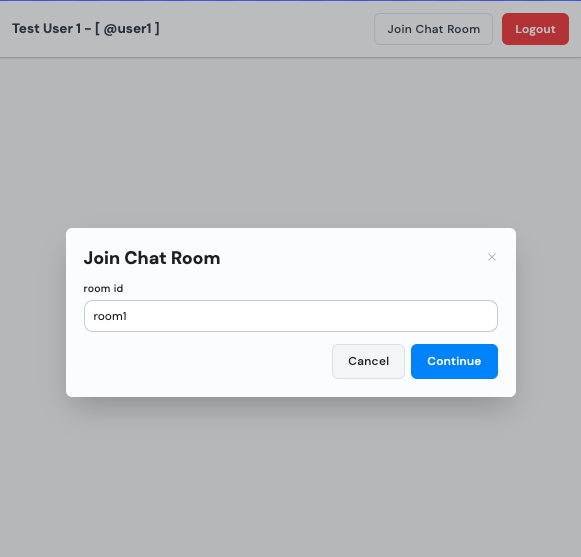 Test User 1 - [ @user1 ]
Join Chat Room
Logout
Join Chat Room
room id
room1
Cancel
Continue